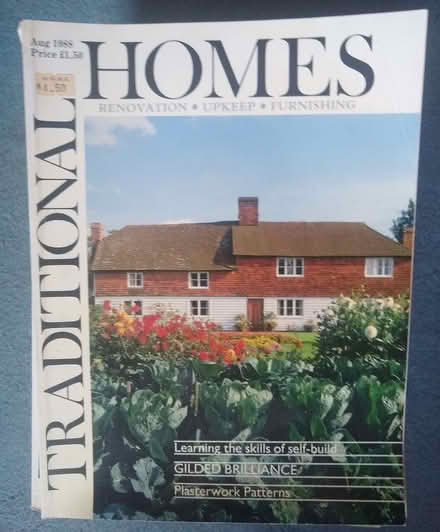 Aug 1988
Price £1.50
£1.50
TRADITIONAL
HOMES
RENOVATION • UPKEEP • FURNISHING
Learning the skills of self-build
GILDED BRILLIANCE
Plasterwork Patterns